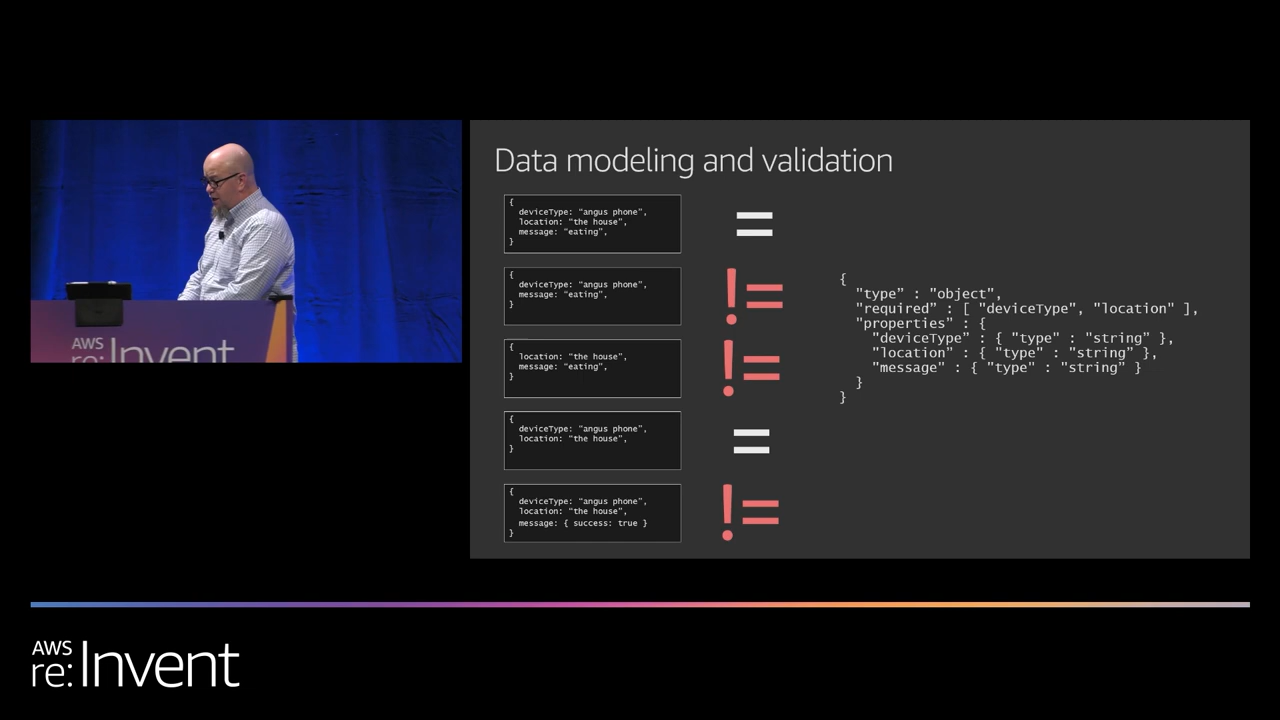 AWS
re:Invent
Data modeling and validation
{
deviceType: “angus phone”,
location: “the house”,
message: “eating”,
}
=
{
deviceType: “angus phone”,
message: “eating”,
}
!=
{
location: “the house”,
message: “eating”,
}
!=
{
deviceType: “angus phone”,
location: “the house”,
}
=
{
deviceType: “angus phone”,
location: “the house”,
message: { success: true }
}
!=
{
"type" : "object",
"required" : [ "deviceType", "location" ],
"properties" : {
"deviceType" : { "type" : "string" },
"location" : { "type" : "string" },
"message" : { "type" : "string" }
}
}
AWS
re:Invent